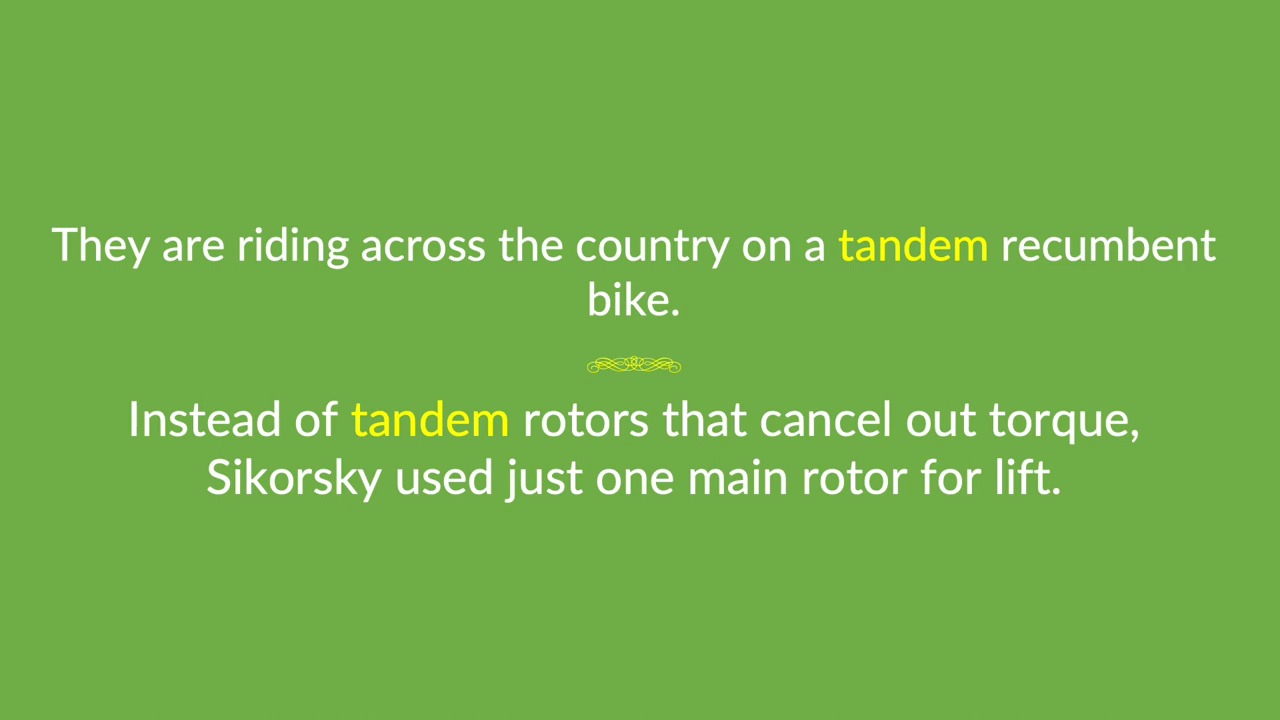 They are riding across the country on a tandem recumbent
bike.
Instead of tandem rotors that cancel out torque,
Sikorsky used just one main rotor for lift.